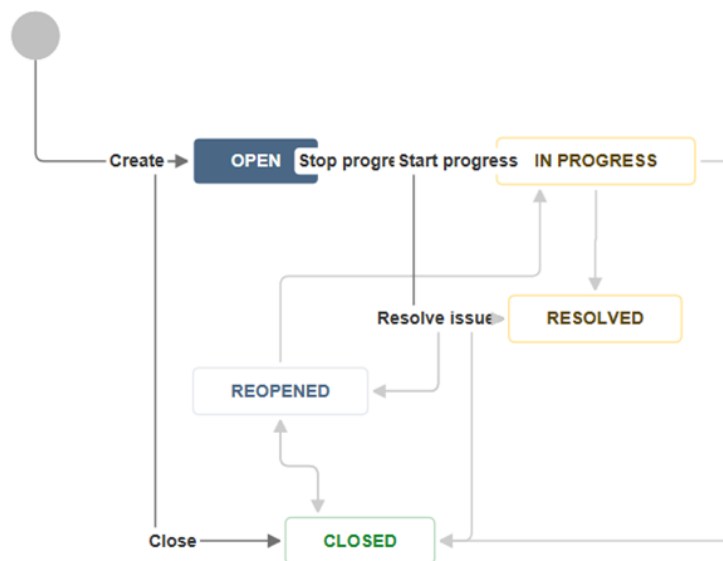 Create
OPEN
Stop progre
Start progress
IN PROGRESS
Resolve issue
RESOLVED
REOPENED
Close
CLOSED